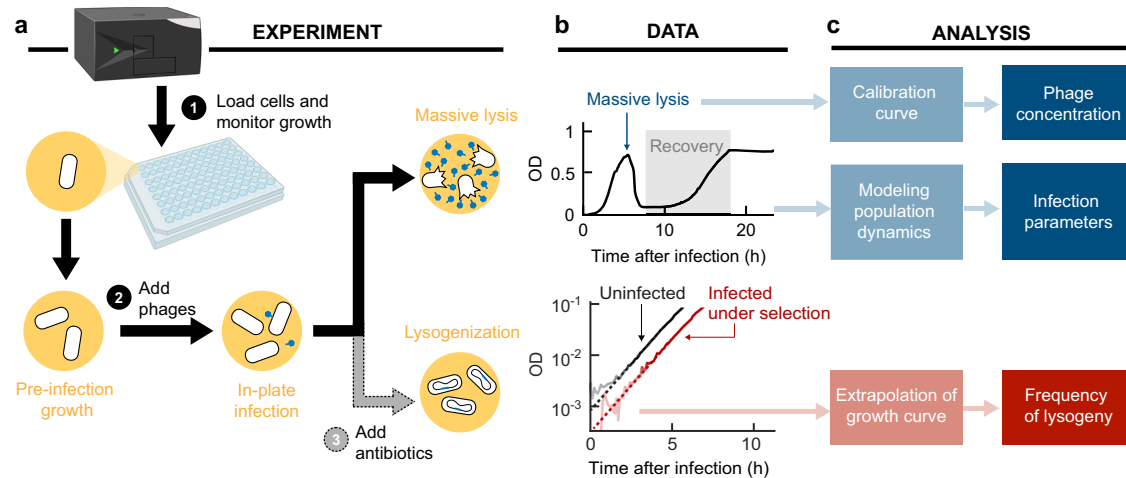 a
EXPERIMENT
1
Load cells and
monitor growth
Massive lysis
2
Add
phages
Pre-infection
growth
In-plate
infection
Lysogenization
3
Add
antibiotics
b
DATA
Massive lysis
Recovery
OD
1
0.5
0
0
10
20
Time after infection (h)
Uninfected
Infected
under selection
OD
10-1
10-2
10-3
0
5
10
Time after infection (h)
c
ANALYSIS
Calibration
curve
Phage
concentration
Modeling
population
dynamics
Infection
parameters
Extrapolation of
growth curve
Frequency
of lysogeny